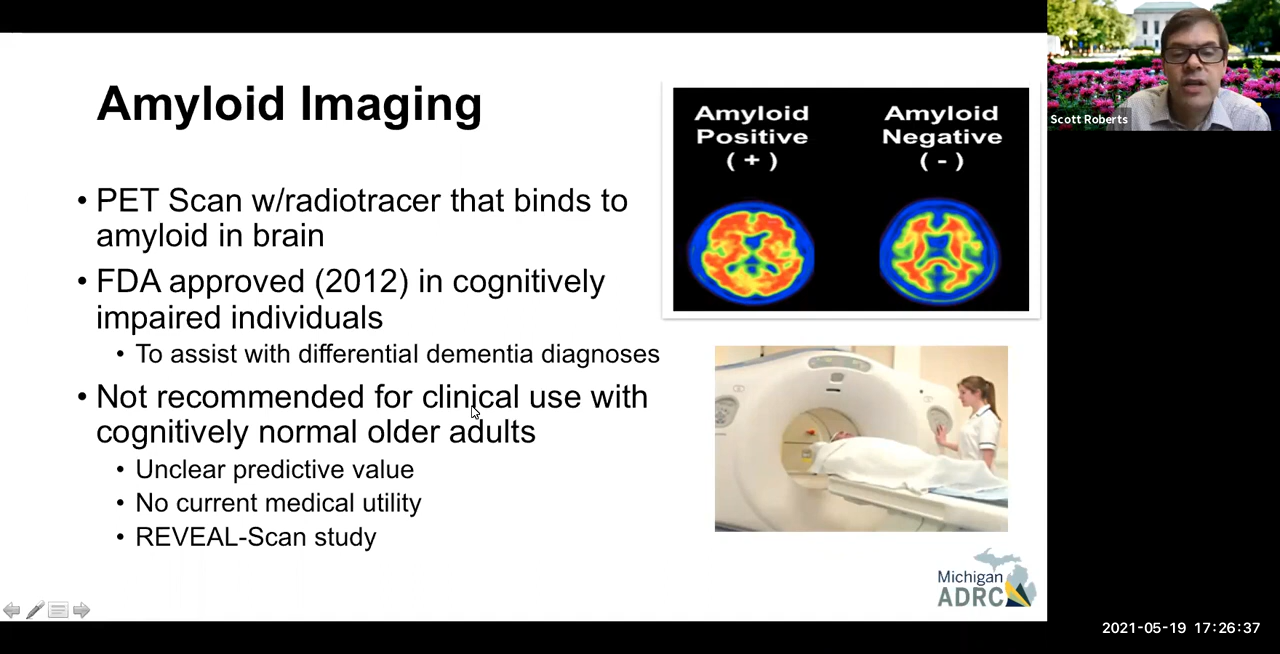 Amyloid Imaging
• PET Scan w/radiotracer that binds to
amyloid in brain
• FDA approved (2012) in cognitively
impaired individuals
• To assist with differential dementia diagnoses
• Not recommended for clinical use with
cognitively normal older adults
• Unclear predictive value
• No current medical utility
• REVEAL-Scan study
Amyloid
Positive
( + )
Amyloid
Negative
( - )
Michigan
ADRC
Scott Roberts
2021-05-19 17:26:37